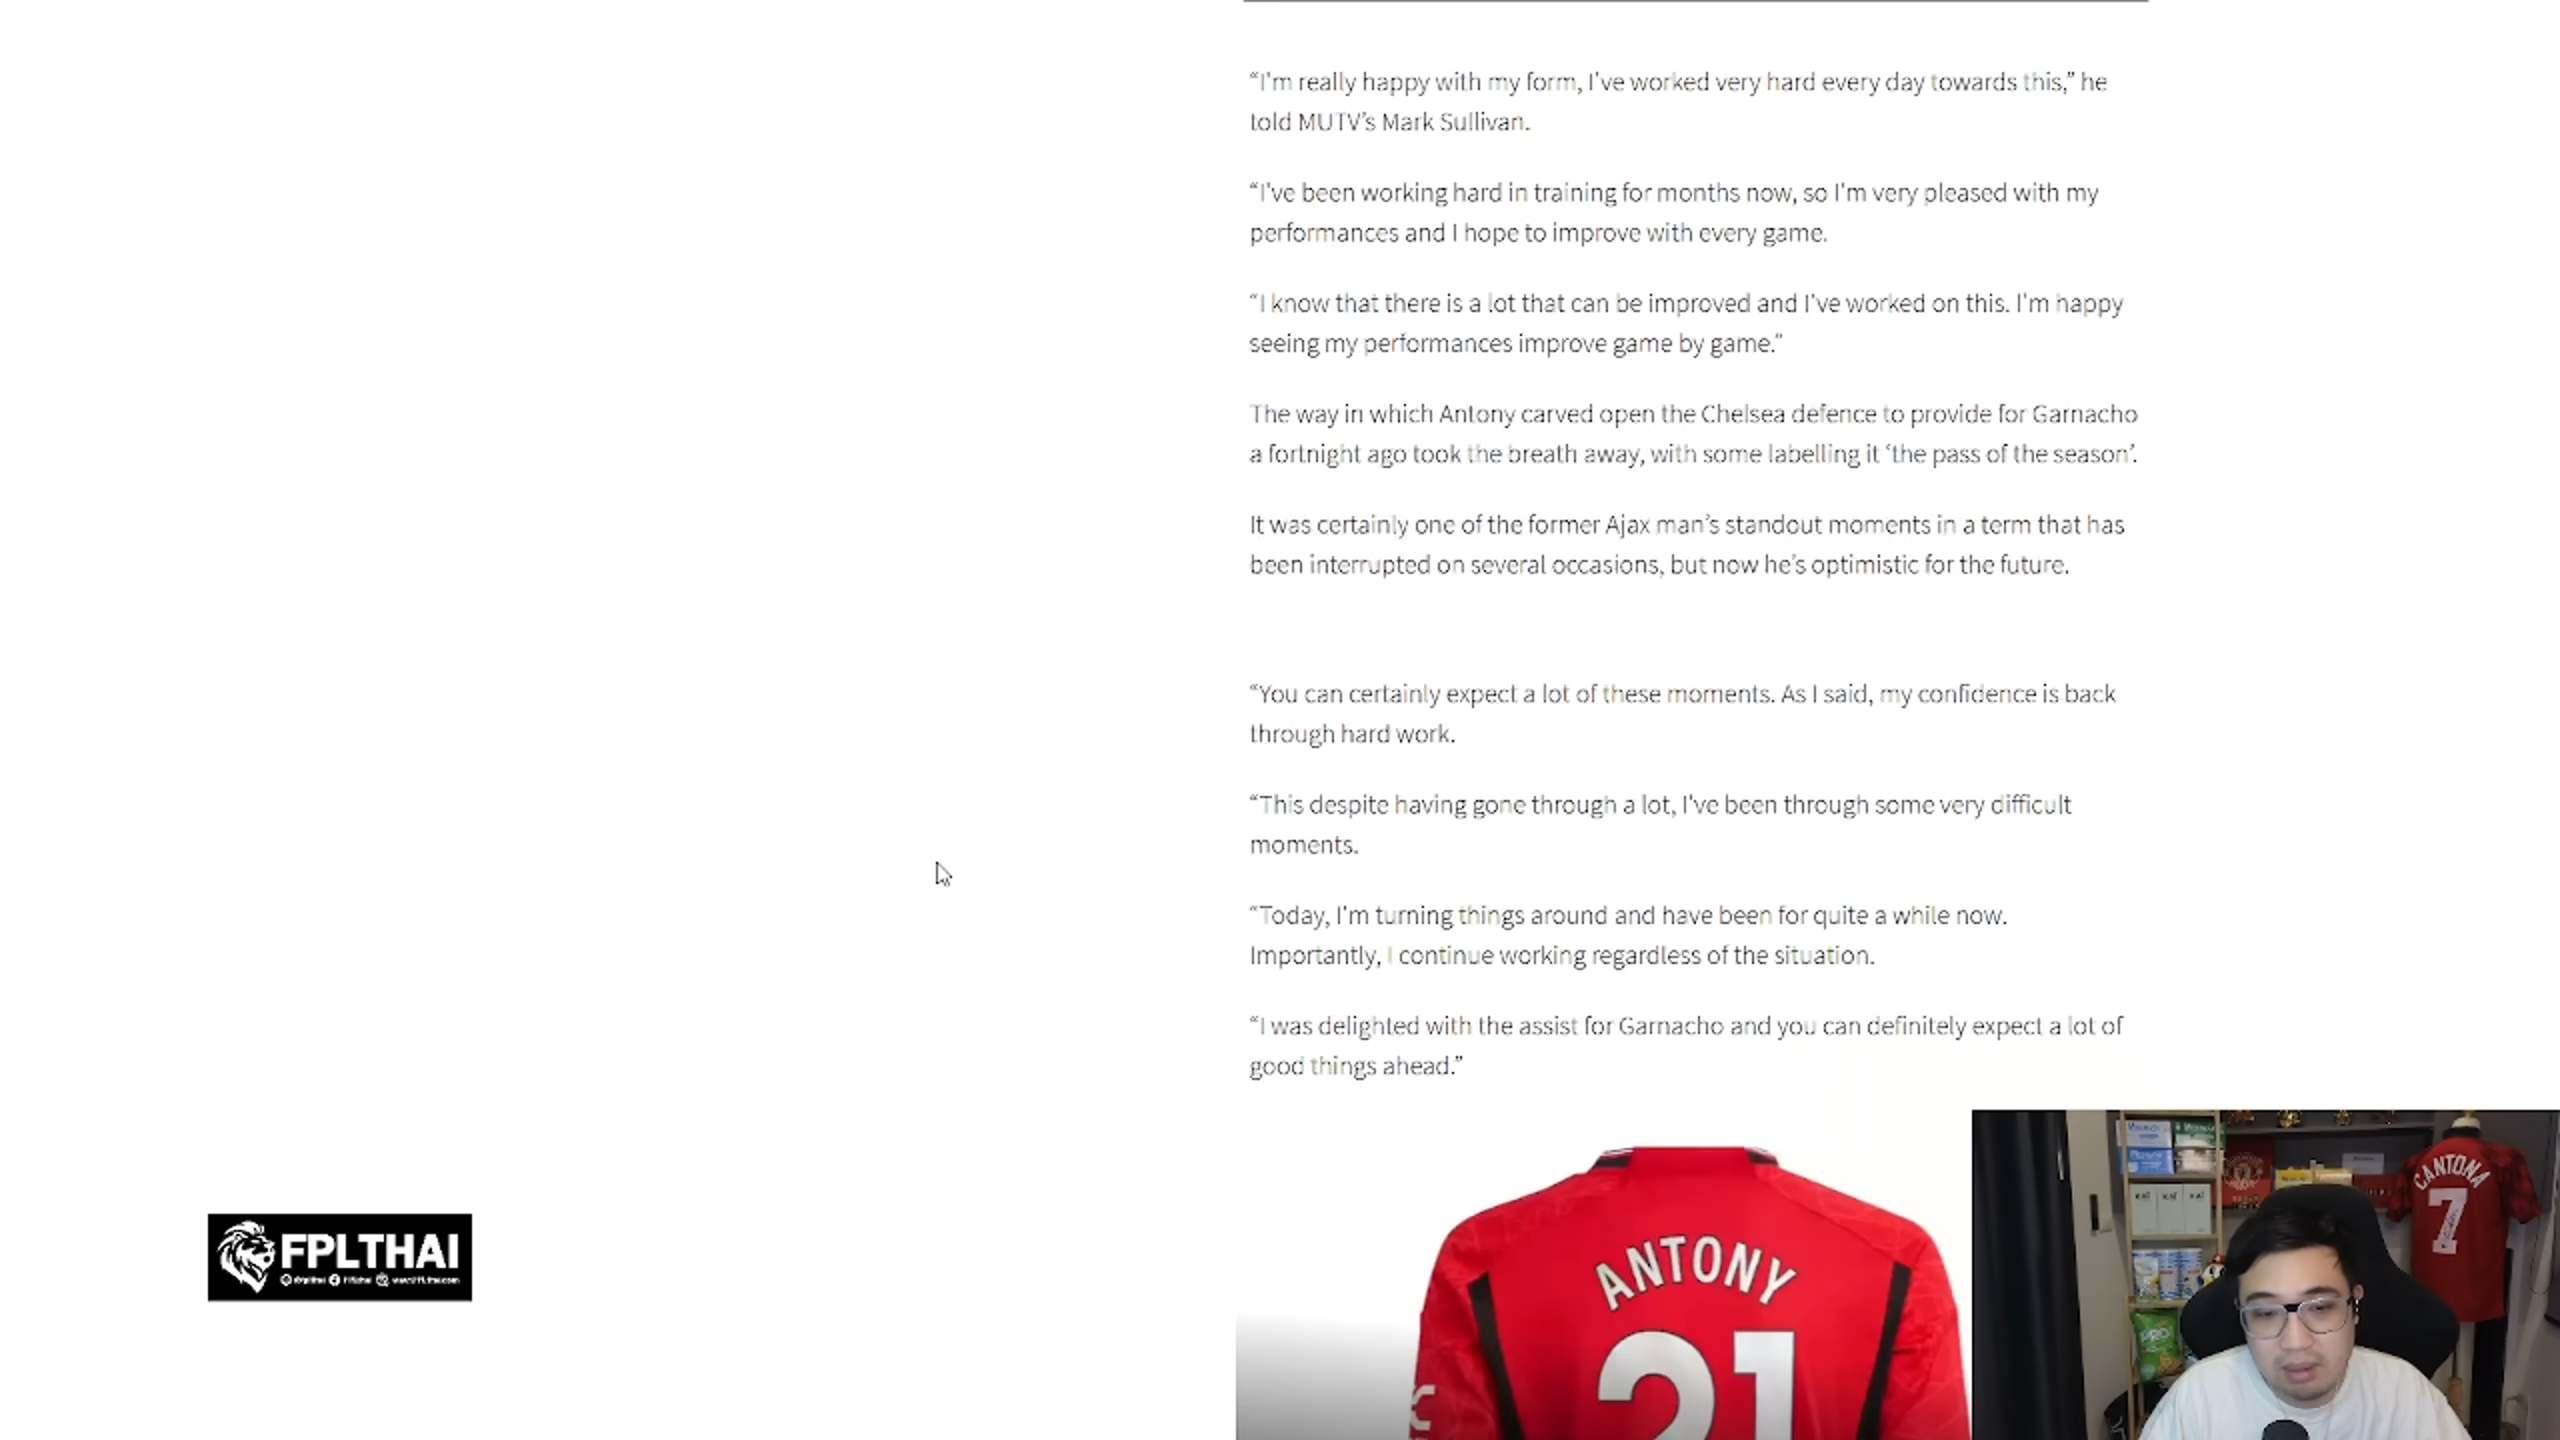 “I'm really happy with my form, I've worked very hard every day towards this,” he
told MUTV’s Mark Sullivan.
“I've been working hard in training for months now, so I'm very pleased with my
performances and I hope to improve with every game.
“I know that there is a lot that can be improved and I've worked on this. I'm happy
seeing my performances improve game by game.”
The way in which Antony carved open the Chelsea defence to provide for Garnacho
a fortnight ago took the breath away, with some labelling it ‘the pass of the season’.
It was certainly one of the former Ajax man’s standout moments in a term that has
been interrupted on several occasions, but now he’s optimistic for the future.
“You can certainly expect a lot of these moments. As I said, my confidence is back
through hard work.
“This despite having gone through a lot, I've been through some very difficult
moments.
“Today, I'm turning things around and have been for quite a while now.
Importantly, I continue working regardless of the situation.
“I was delighted with the assist for Garnacho and you can definitely expect a lot of
good things ahead.”
ANTONY
21
FPLTHAI
CANTONA
7